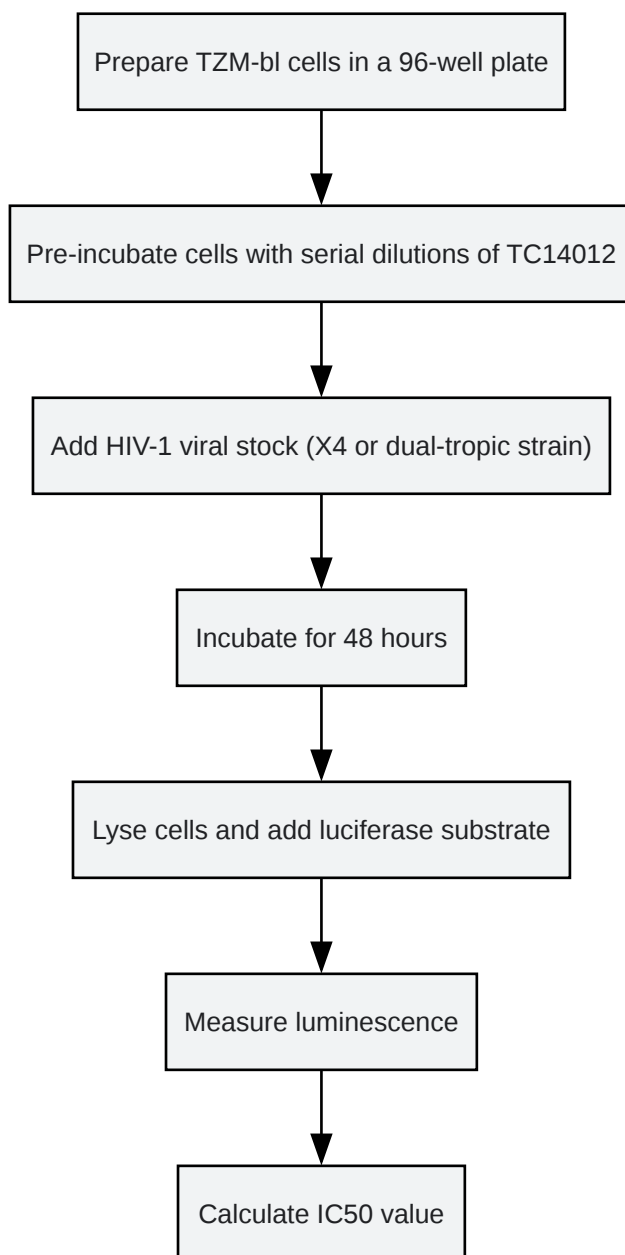 Prepare TZM-bl cells in a 96-well plate
Pre-incubate cells with serial dilutions of TC14012
Add HIV-1 viral stock (X4 or dual-tropic strain)
Incubate for 48 hours
Lyse cells and add luciferase substrate
Measure luminescence
Calculate IC50 value